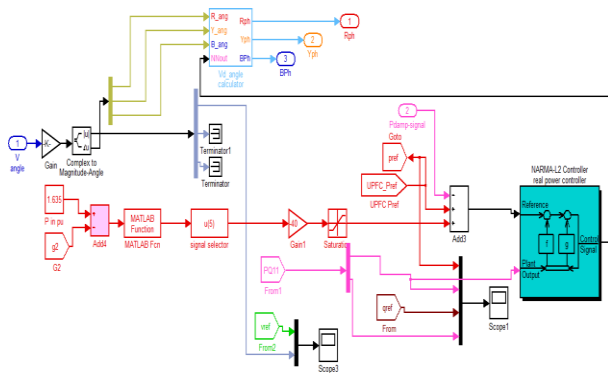 R_ang
Y_ang
B_ang
NNout
Rph
Yph
BPh
Vd_angle
calculator
1
Rph
2
Yph
3
BPh
1
V
angle
-K-
Gain
|u|
Complex to
Magnitude-Angle
Terminator1
Terminator
2
Pdamp-signal
Goto
pref
UPFC_Pref
UPFC Pref
NARMA-L2 Controller
real power controller
Reference
f
g
Control
Signal
Plant
Output
Add3
1.635
P in pu
g2
G2
Add4
MATLAB
Function
MATLAB Fcn
u(5)
signal selector
-40
Gain1
Saturation
PQ11
From1
qref
From
Scope1
vref
From2
Scope3